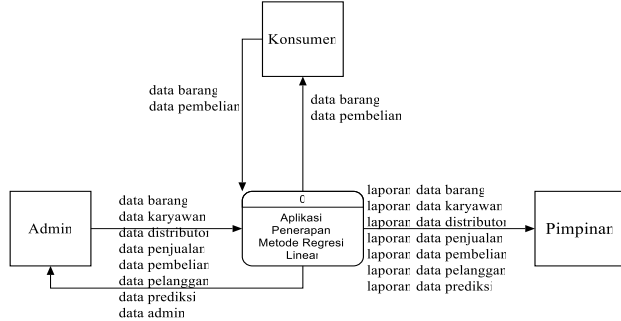 Konsumen
data barang
data pembelian
data barang
data pembelian
Admin
data barang
data karyawan
data distributor
data penjualan
data pembelian
data pelanggan
data prediksi
data admin
0
Aplikasi
Penerapan
Metode Regresi
Linear
laporan data barang
laporan data karyawan
laporan data distributor
laporan data penjualan
laporan data pembelian
laporan data pelanggan
laporan data prediksi
Pimpinan